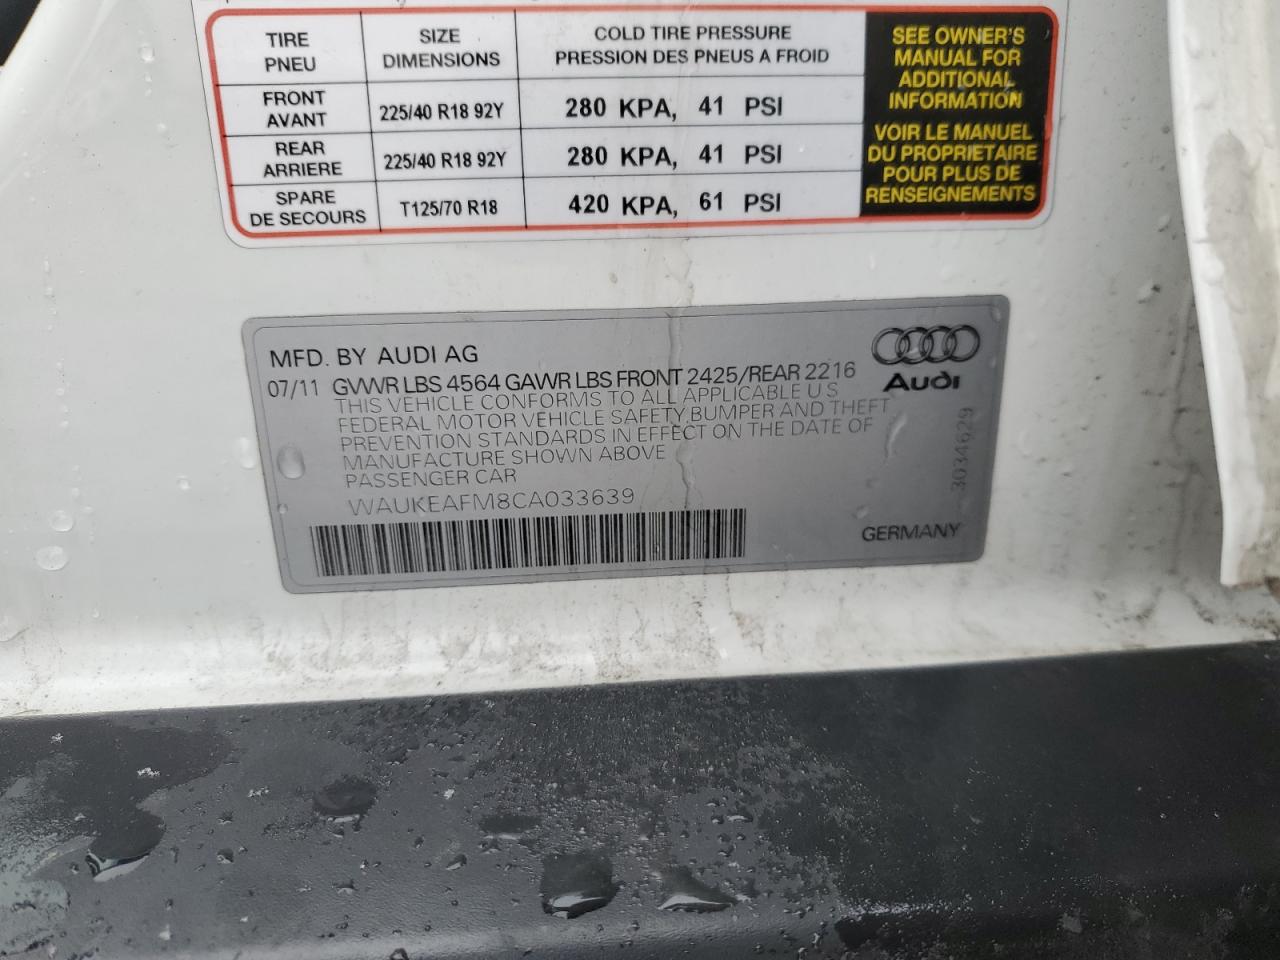 TIRE
PNEU
SIZE
DIMENSIONS
COLD TIRE PRESSURE
PRESSION DES PNEUS A FROID
FRONT
AVANT
225/40 R18 92Y
280 KPA, 41 PSI
REAR
ARRIERE
225/40 R18 92Y
280 KPA, 41 PSI
SPARE
DE SECOURS
T125/70 R18
420 KPA, 61 PSI
SEE OWNER'S
MANUAL FOR
ADDITIONAL
INFORMATION
VOIR LE MANUEL
DU PROPRIETAIRE
POUR PLUS DE
RENSEIGNEMENTS
MFD. BY AUDI AG
07/11 GVWR LBS 4564 GAWR LBS FRONT 2425/REAR 2216
THIS VEHICLE CONFORMS TO ALL APPLICABLE U S
FEDERAL MOTOR VEHICLE SAFETY,BUMPER AND THEFT
PREVENTION STANDARDS IN EFFECT ON THE DATE OF
MANUFACTURE SHOWN ABOVE
PASSENGER CAR
WAUKEAFM8CA033639
Audi
3034629
GERMANY